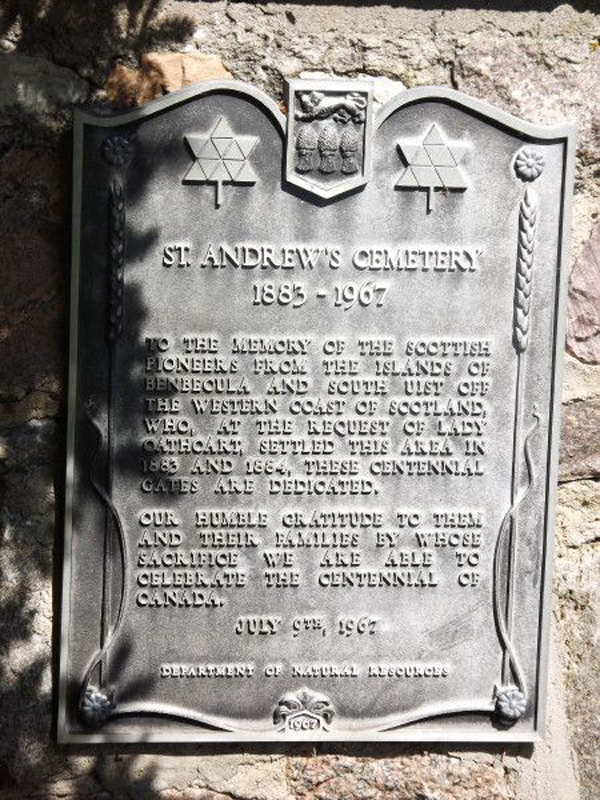 ST. ANDREW'S CEMETERY
1883 - 1967
TO THE MEMORY OF THE SCOTTISH
PIONEERS FROM THE ISLANDS OF
BENBECULA AND SOUTH UIST OFF
THE WESTERN COAST OF SCOTLAND,
WHO, AT THE REQUEST OF LADY
CATHCART, SETTLED THIS AREA IN
1883 AND 1884, THESE CENTENNIAL
GATES ARE DEDICATED.
OUR HUMBLE GRATITUDE TO THEM
AND THEIR FAMILIES BY WHOSE
SACRIFICE WE ARE ABLE TO
CELEBRATE THE CENTENNIAL OF
CANADA.
JULY 9TH, 1967
DEPARTMENT OF NATURAL RESOURCES
1967